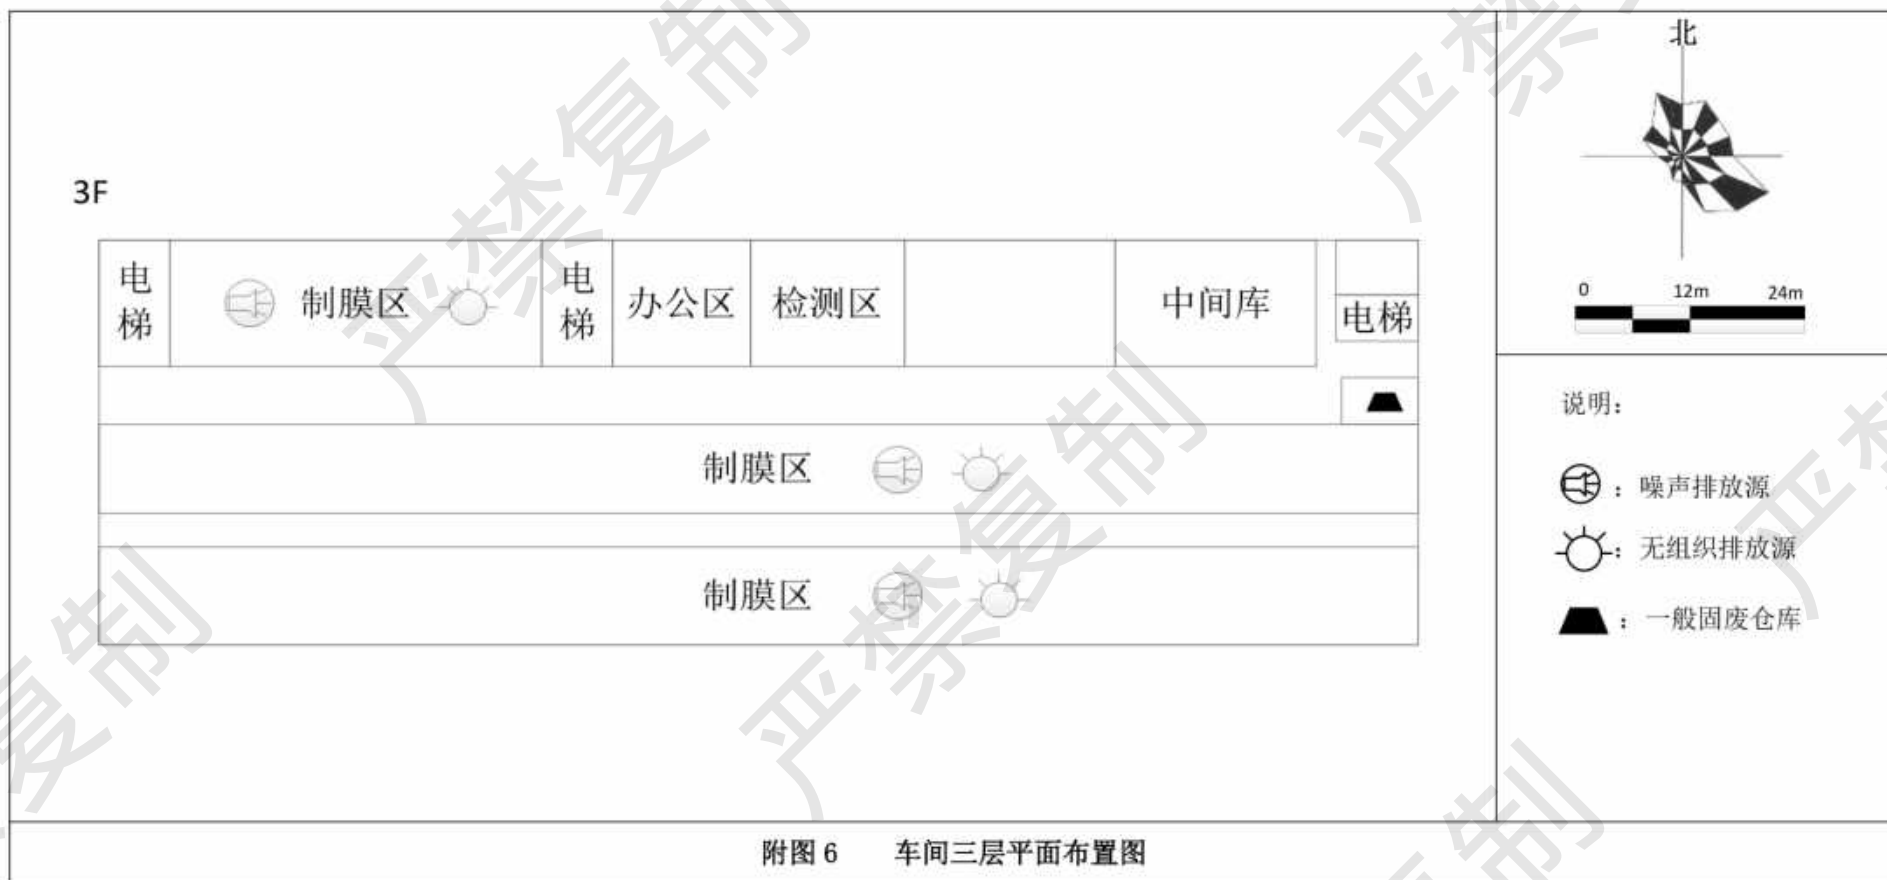 北
3F
0 12m 24m
电梯
制膜区
电梯
办公区
检测区
中间库
电梯
说明：
制膜区
：噪声排放源
：无组织排放源
制膜区
：一般固废仓库
附图 6 车间三层平面布置图
严禁复制
严禁复制
严禁
严禁
复制
复制